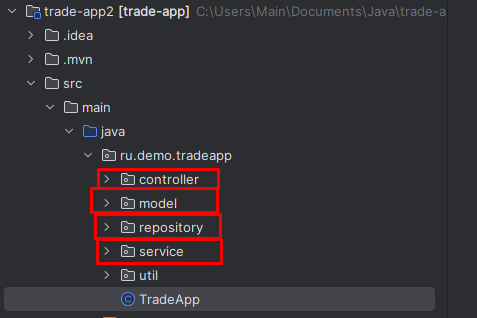 trade-app2 [trade-app] C:\Users\Main\Documents\Java\trade-a
.idea
.mvn
src
main
java
ru.demo.tradeapp
controller
model
repository
service
util
TradeApp